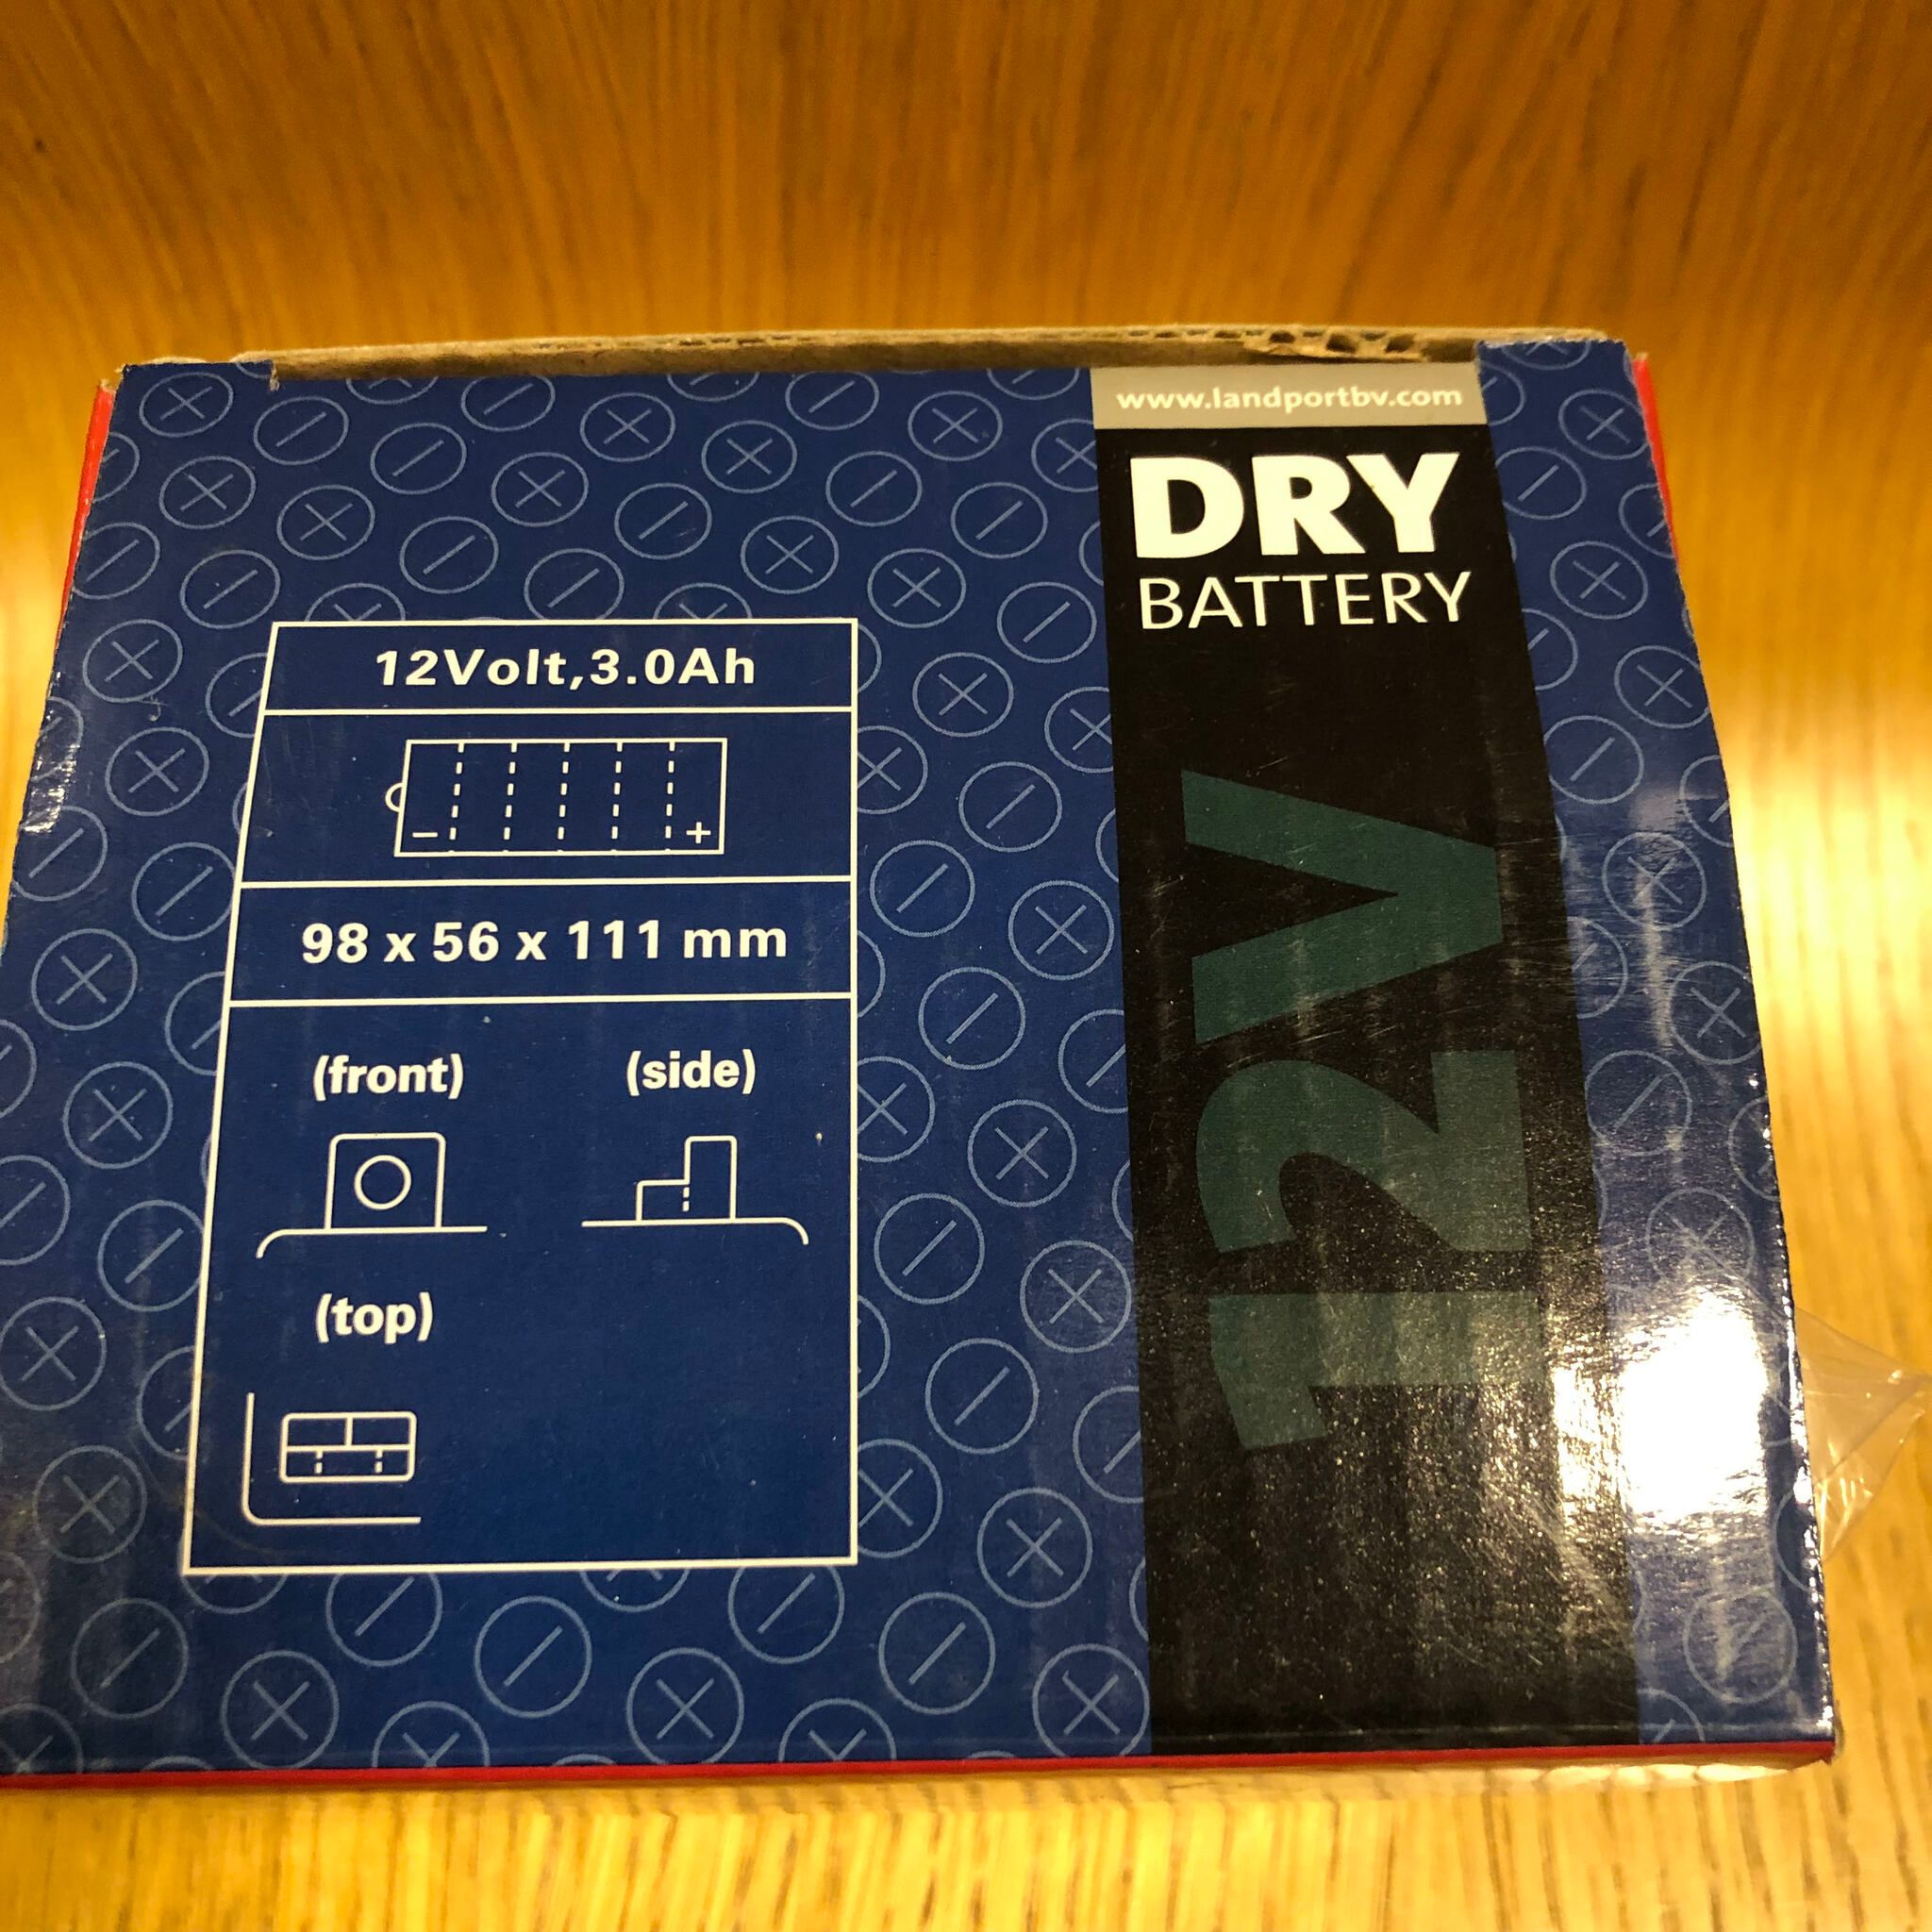 www.landportbv.com
DRY
BATTERY
12V
12Volt,3.0Ah
– +
98 x 56 x 111 mm
(front) (side)
(top)